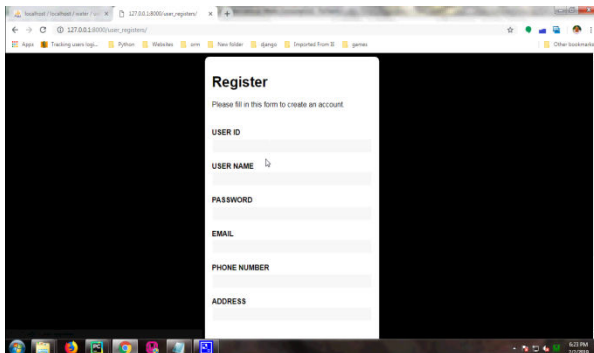 localhost / localhost / water /
127.0.0.1:8000/user_registers/
127.0.0.1:8000/user_registers/
Apps Tracking users logi... Python Websites orm New folder django Imported From IE games Other bookmarks
Register
Please fill in this form to create an account.
USER ID
USER NAME
PASSWORD
EMAIL
PHONE NUMBER
ADDRESS
6:23 PM